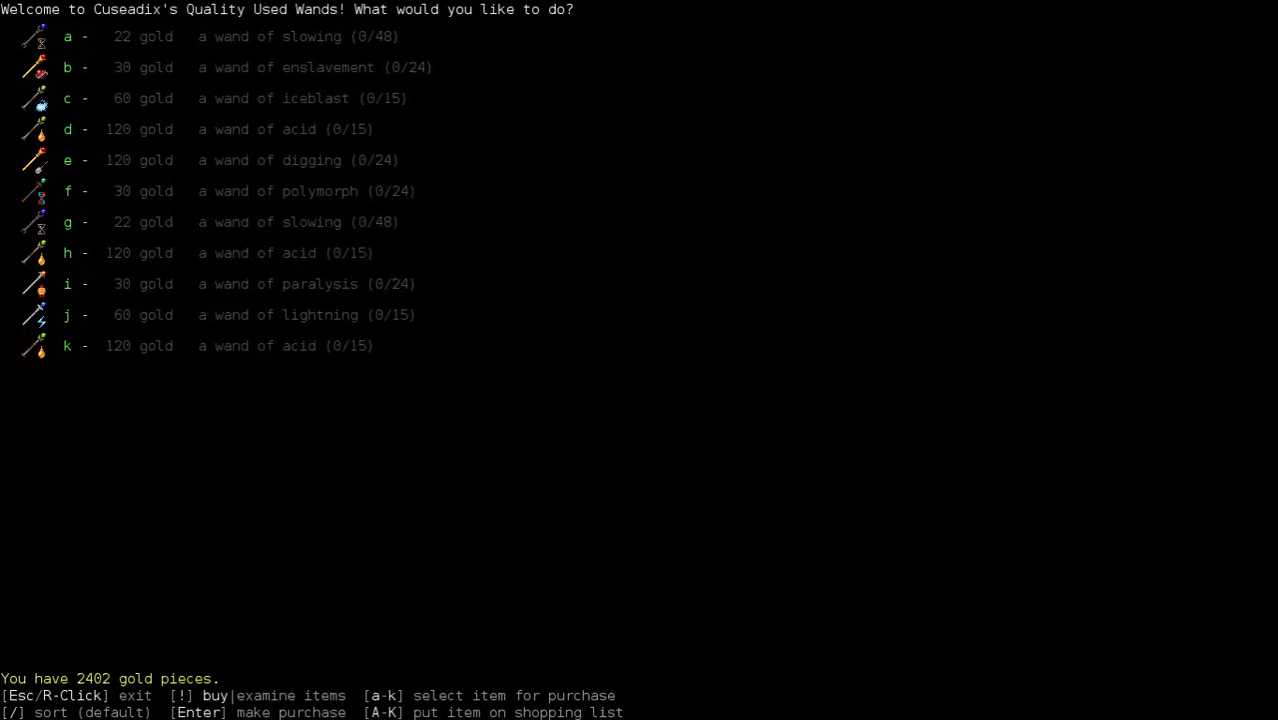 Welcome to Cuseadix's Quality Used Wands! What would you like to do?
a - 22 gold a wand of slowing (0/48)
b - 30 gold a wand of enslavement (0/24)
c - 60 gold a wand of iceblast (0/15)
d - 120 gold a wand of acid (0/15)
e - 120 gold a wand of digging (0/24)
f - 30 gold a wand of polymorph (0/24)
g - 22 gold a wand of slowing (0/48)
h - 120 gold a wand of acid (0/15)
i - 30 gold a wand of paralysis (0/24)
j - 60 gold a wand of lightning (0/15)
k - 120 gold a wand of acid (0/15)
You have 2402 gold pieces.
[Esc/R-Click] exit [!] buy|examine items [a-k] select item for purchase
[/] sort (default) [Enter] make purchase [A-K] put item on shopping list